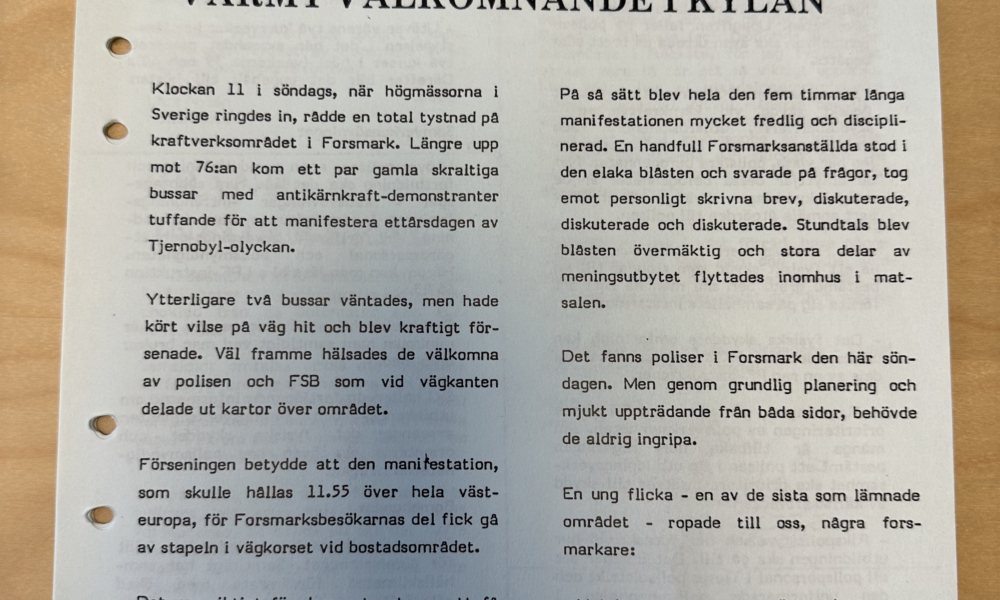 VARMT VÄLKOMNANDE I KYLAN
Klockan 11 i söndags, när högmässorna i
Sverige ringdes in, rådde en total tystnad på
kraftverksområdet i Forsmark. Längre upp
mot 76:an kom ett par gamla skraltiga
bussar med antikärnkraft-demonstranter
tuffande för att manifestera ettårsdagen av
Tjernobyl-olyckan.
Ytterligare två bussar väntades, men hade
kört vilse på väg hit och blev kraftigt för-
senade. Väl framme hälsades de välkomna
av polisen och FSB som vid vägkanten
delade ut kartor över området.
Förseningen betydde att den manifestation,
som skulle hållas 11.55 över hela väst-
europa, för Forsmarksbesökarnas del fick gå
av stapeln i vägkorset vid bostadsområdet.
På så sätt blev hela den fem timmar långa
manifestationen mycket fredlig och discipli-
nerad. En handfull Forsmarksanställda stod i
den elaka blåsten och svarade på frågor, tog
emot personligt skrivna brev, diskuterade,
diskuterade och diskuterade. Stundtals blev
blåsten övermäktig och stora delar av
meningsutbytet flyttades inomhus i mat-
salen.
Det fanns poliser i Forsmark den här sön-
dagen. Men genom grundlig planering och
mjukt uppträdande från båda sidor, behövde
de aldrig ingripa.
En ung flicka - en av de sista som lämnade
området - ropade till oss, några fors-
markare: